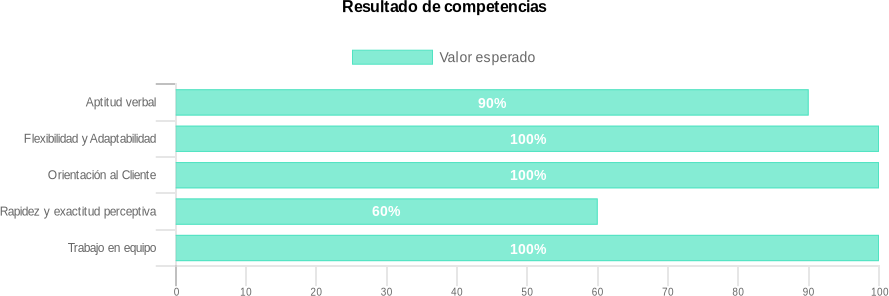 Resultado de competencias
Valor esperado
Aptitud verbal 90%
Flexibilidad y Adaptabilidad 100%
Orientación al Cliente 100%
Rapidez y exactitud perceptiva 60%
Trabajo en equipo 100%
0 10 20 30 40 50 60 70 80 90 100